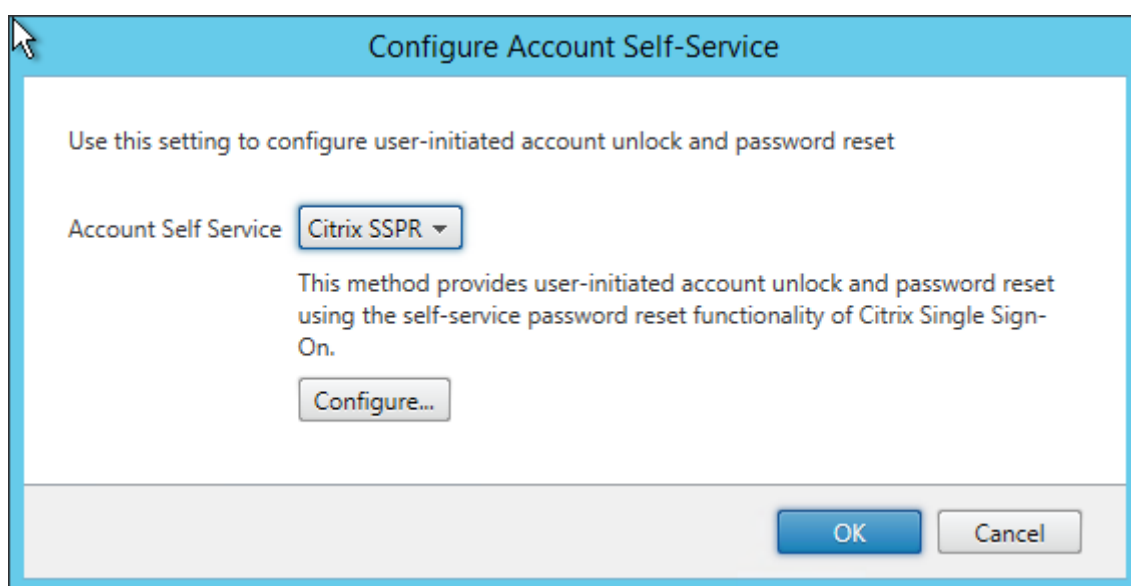 Configure Account Self-Service
Use this setting to configure user-initiated account unlock and password reset
Account Self Service Citrix SSPR
This method provides user-initiated account unlock and password reset
using the self-service password reset functionality of Citrix Single Sign-
On.
Configure...
OK Cancel